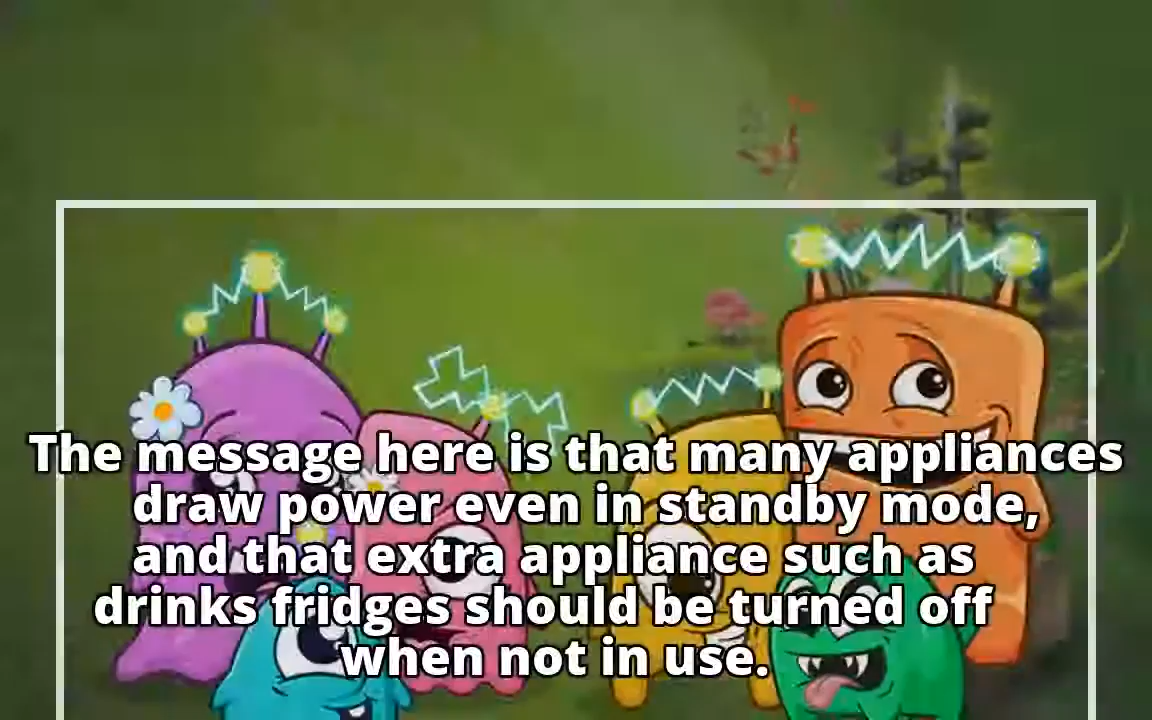 The message here is that many appliances
draw power even in standby mode,
and that extra appliance such as
drinks fridges should be turned off
when not in use.